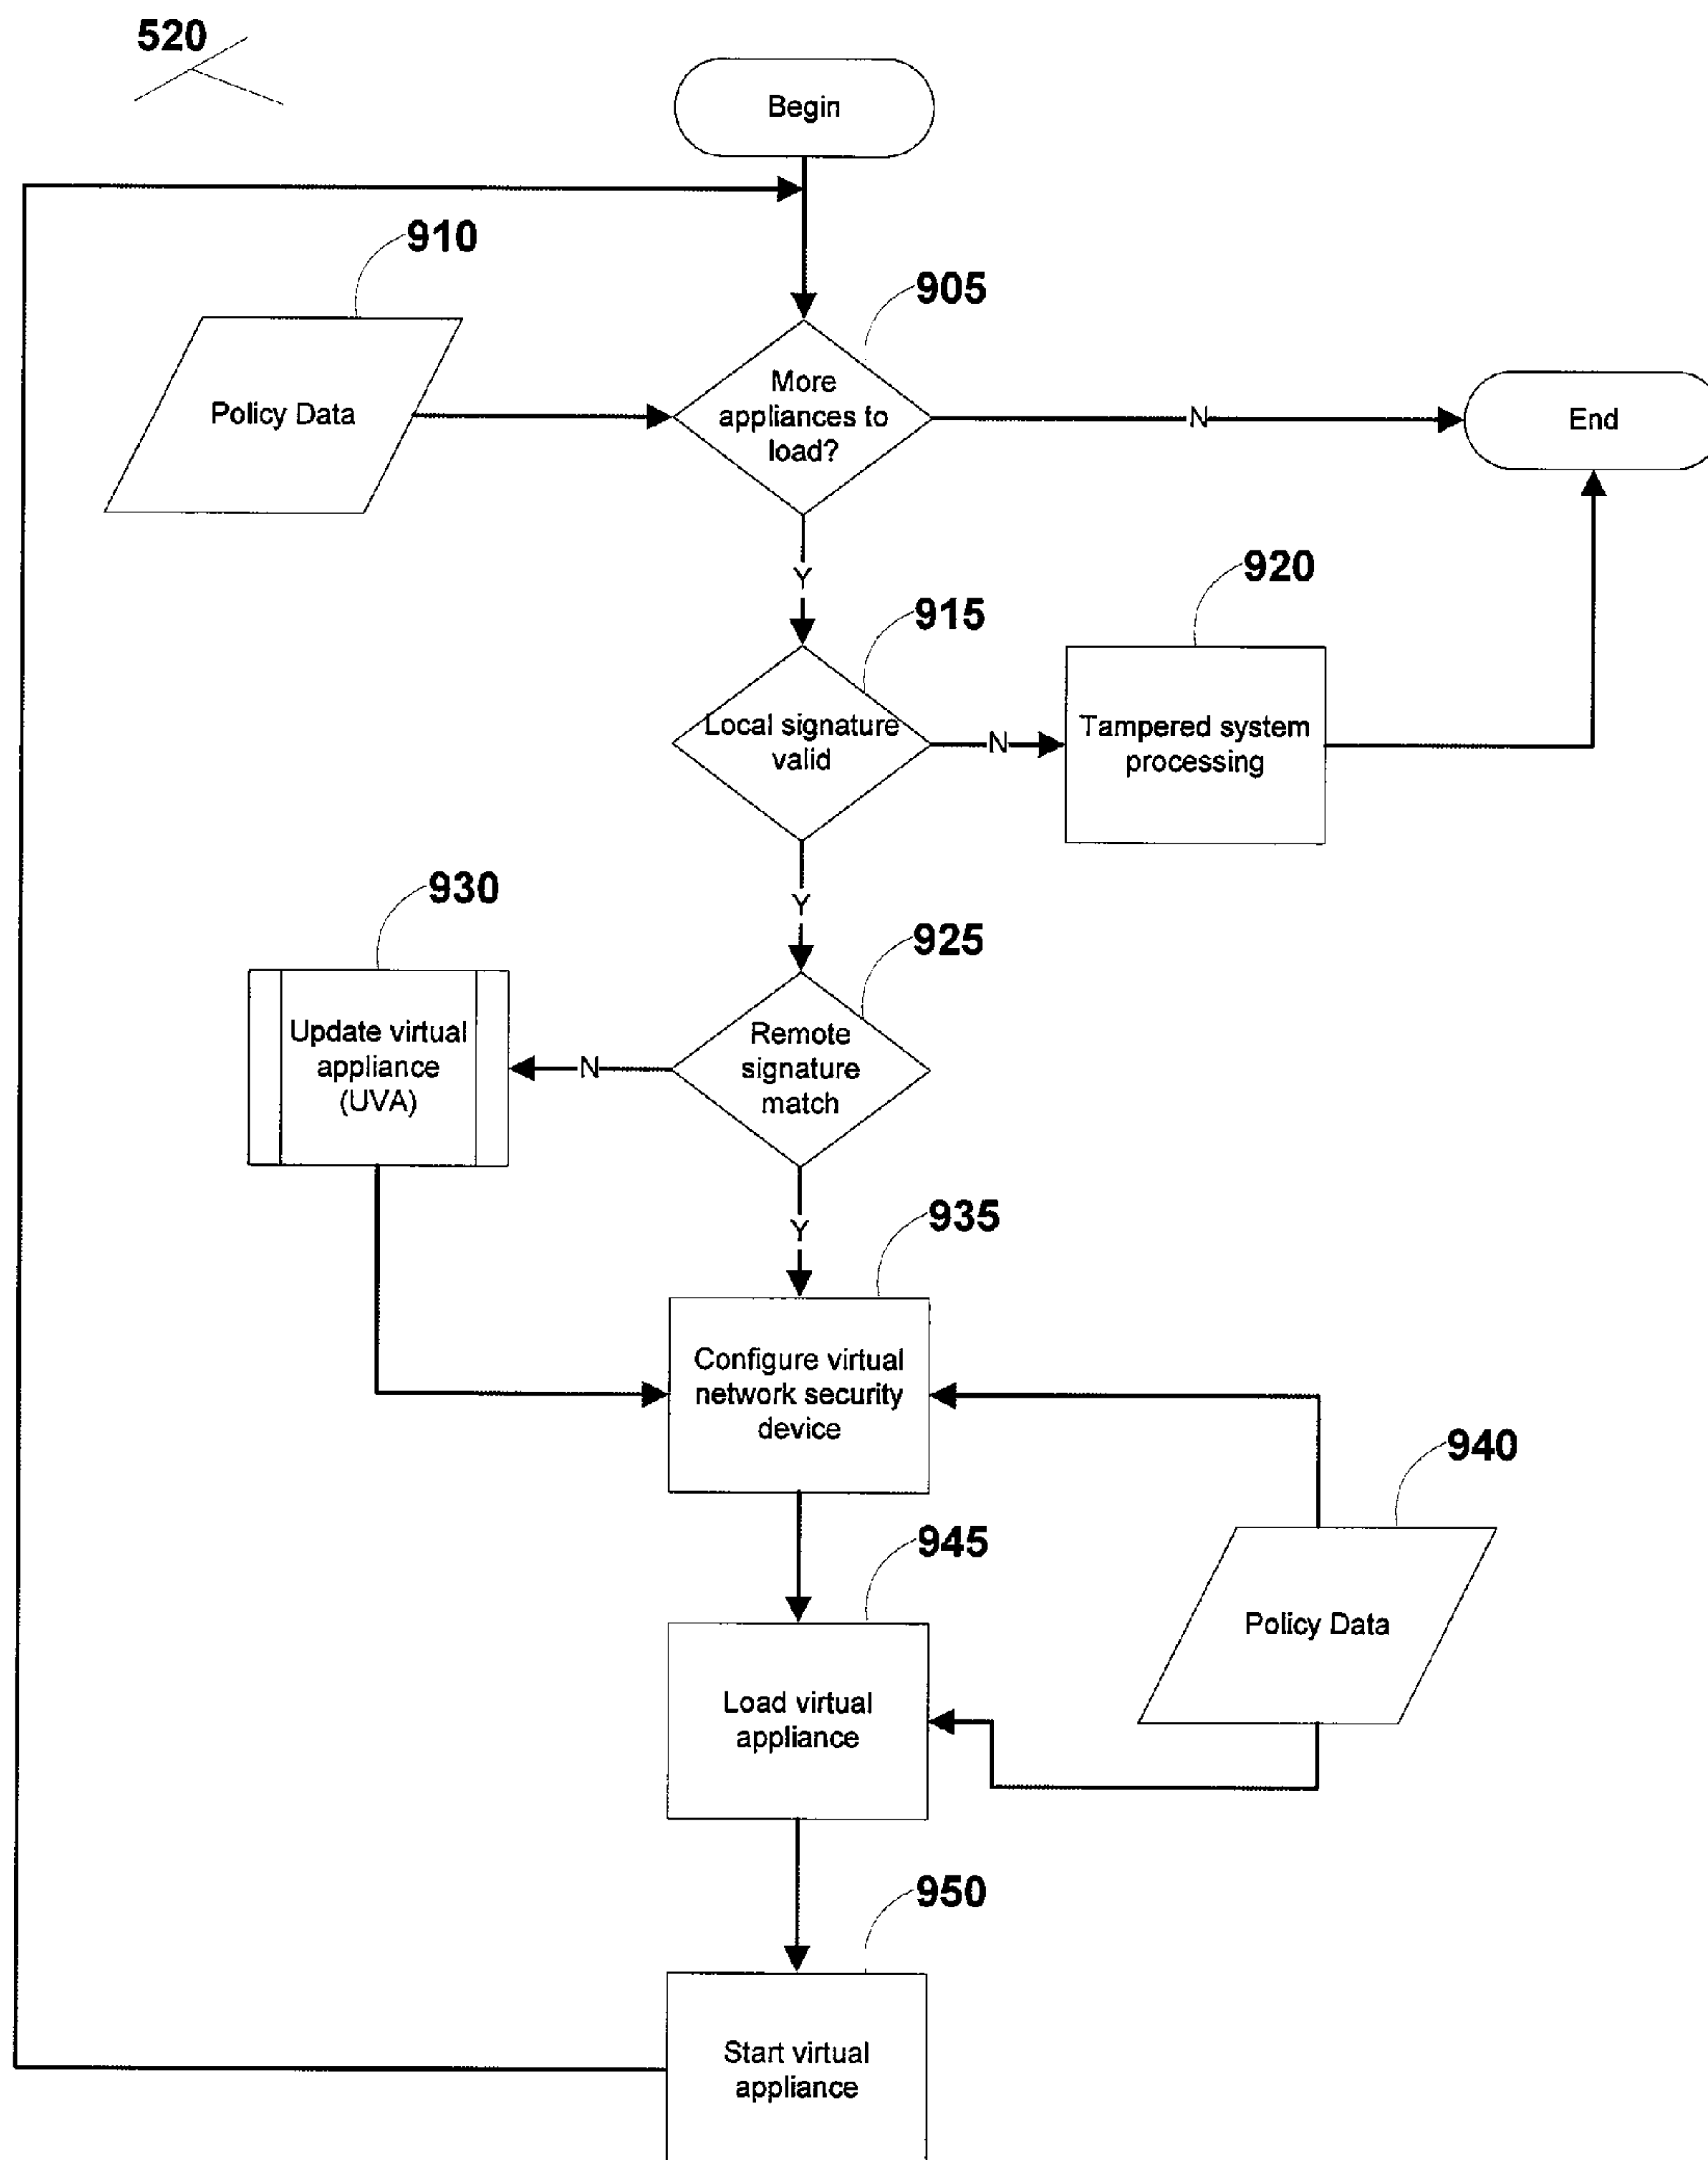 520
Begin
910
905
Policy Data
More
appliances to
load?
N
End
Y
920
915
Local signature
valid
N
Tampered system
processing
Y
930
925
Update virtual
appliance
(UVA)
N
Remote
signature
match
Y
935
Configure virtual
network security
device
940
945
Policy Data
Load virtual
appliance
950
Start virtual
appliance